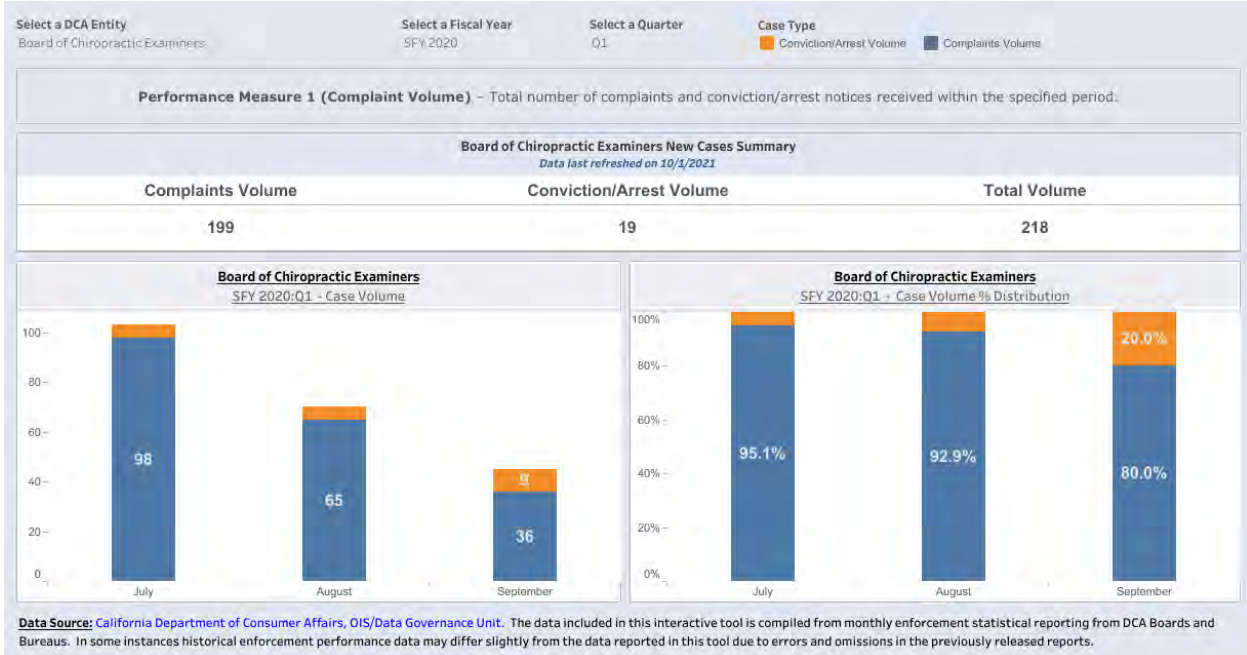 Select a DCA Entity
Select a Fiscal Year
Select a Quarter
Case Type
Board of Chiropractic Examiners
SFY 2020
Q1
Conviction/Arrest Volume
Complaints Volume
Performance Measure 1 (Complaint Volume) - Total number of complaints and conviction/arrest notices received within the specified period.
Board of Chiropractic Examiners New Cases Summary
Data last refreshed on 10/1/2021
Complaints Volume
Conviction/Arrest Volume
Total Volume
199
19
218
Board of Chiropractic Examiners
SFY 2020:Q1 - Case Volume
100
80
60
40
20
0
98
65
9
36
July
August
September
Board of Chiropractic Examiners
SFY 2020:Q1 - Case Volume % Distribution
100%
80%
60%
40%
20%
0%
95.1%
92.9%
20.0%
80.0%
July
August
September
Data Source: California Department of Consumer Affairs, OIS/Data Governance Unit. The data included in this interactive tool is compiled from monthly enforcement statistical reporting from DCA Boards and
Bureaus. In some instances historical enforcement performance data may differ slightly from the data reported in this tool due to errors and omissions in the previously released reports.